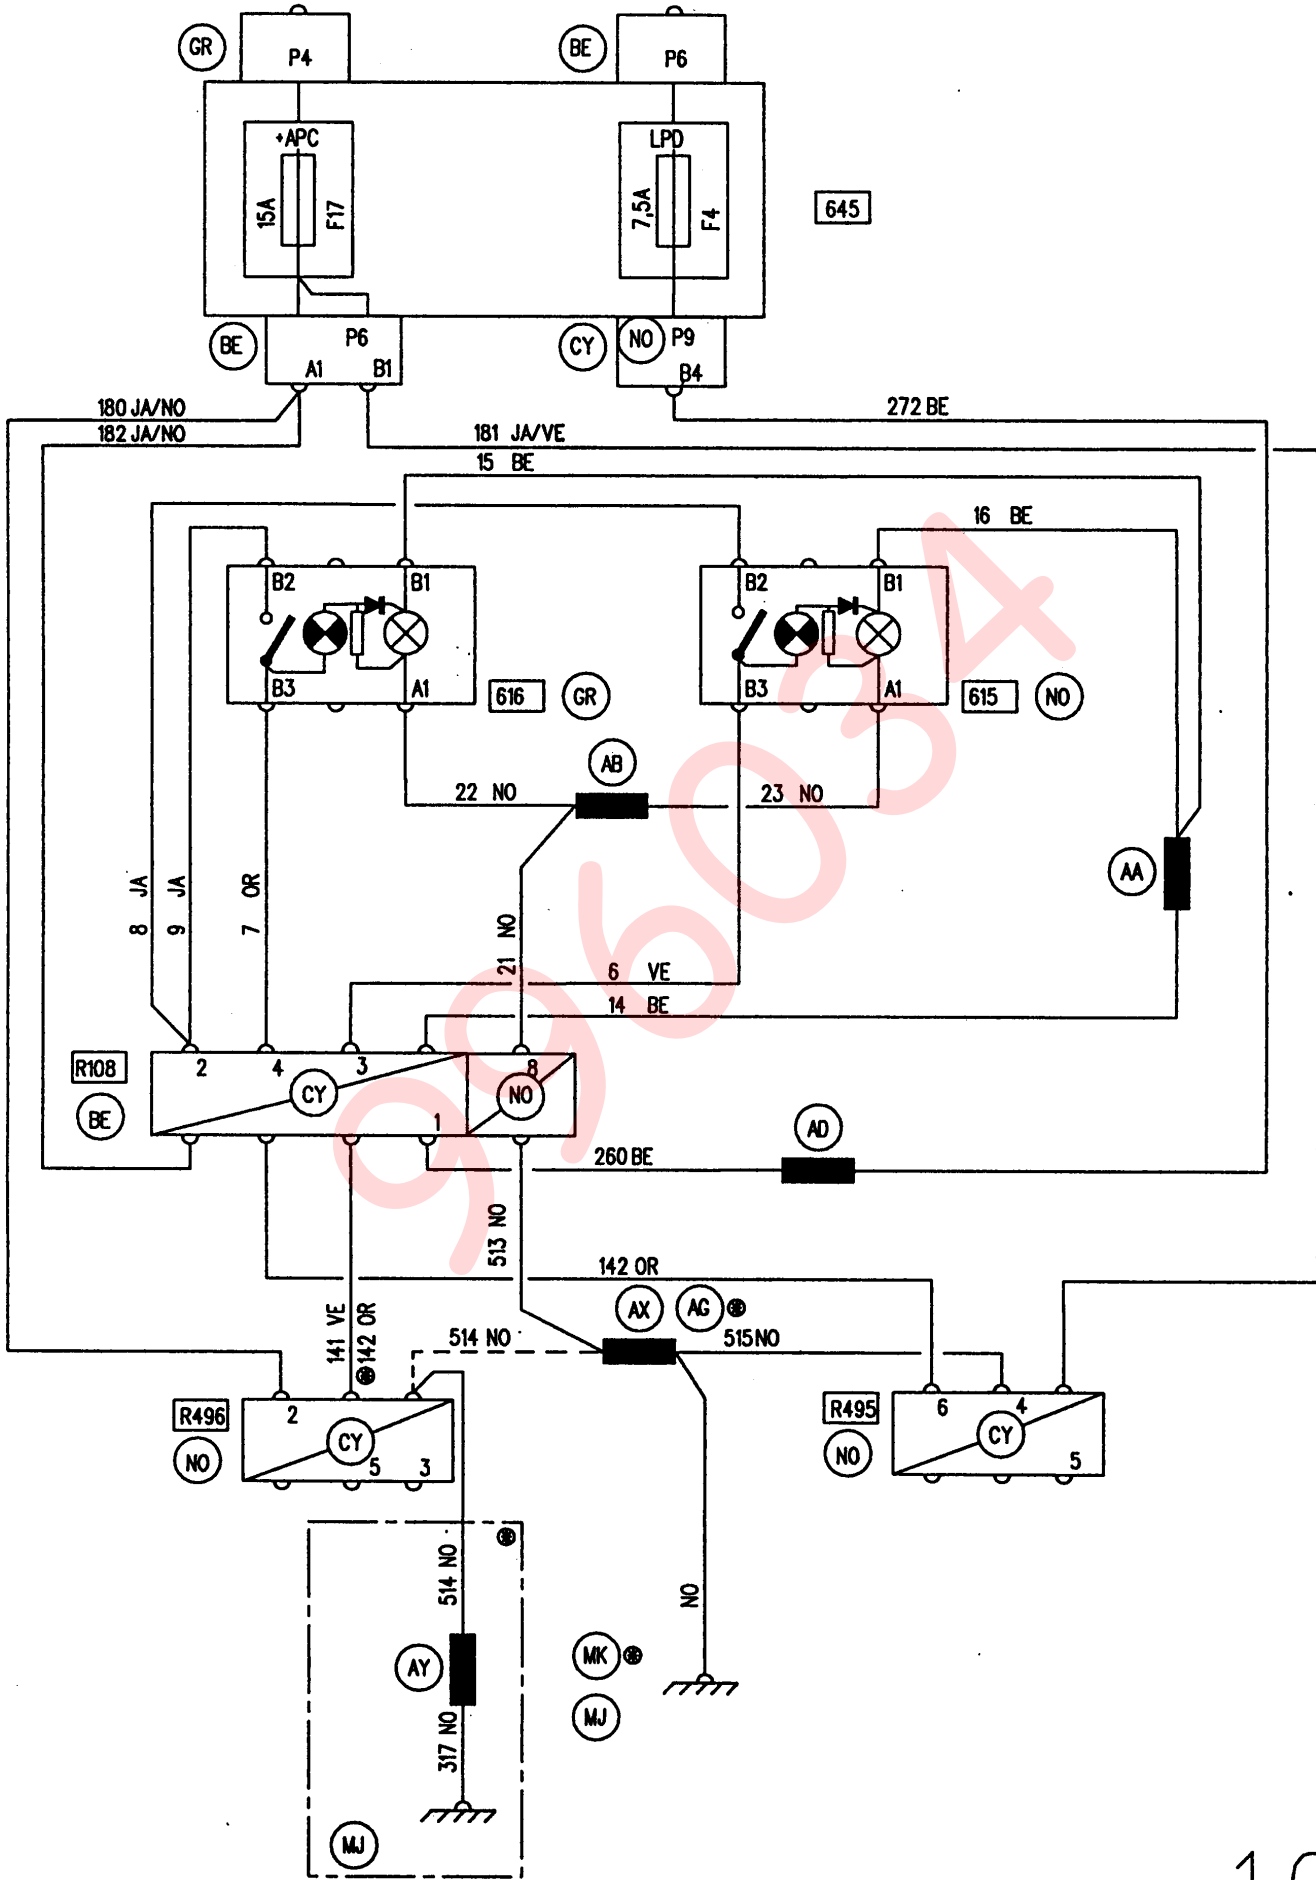 GR
P4
BE
P6
+APC
LPD
15A
F17
7,5A
F4
645
BE
P6
CY
NO
P9
A1
B1
B4
180 JA/NO
272 BE
182 JA/NO
181 JA/VE
15 BE
16 BE
B2
B1
B2
B1
B3
A1
616
GR
B3
A1
615
NO
AB
22 NO
23 NO
AA
8 JA
9 JA
7 OR
21 NO
6 VE
14 BE
R108
2
4
3
8
CY
NO
BE
1
AD
260 BE
513 NO
142 OR
141 VE
142 OR
AX
AG
514 NO
515 NO
R496
2
CY
R495
6
4
CY
NO
5
3
NO
5
514 NO
NO
AY
MK
MJ
317 NO
MJ
996034